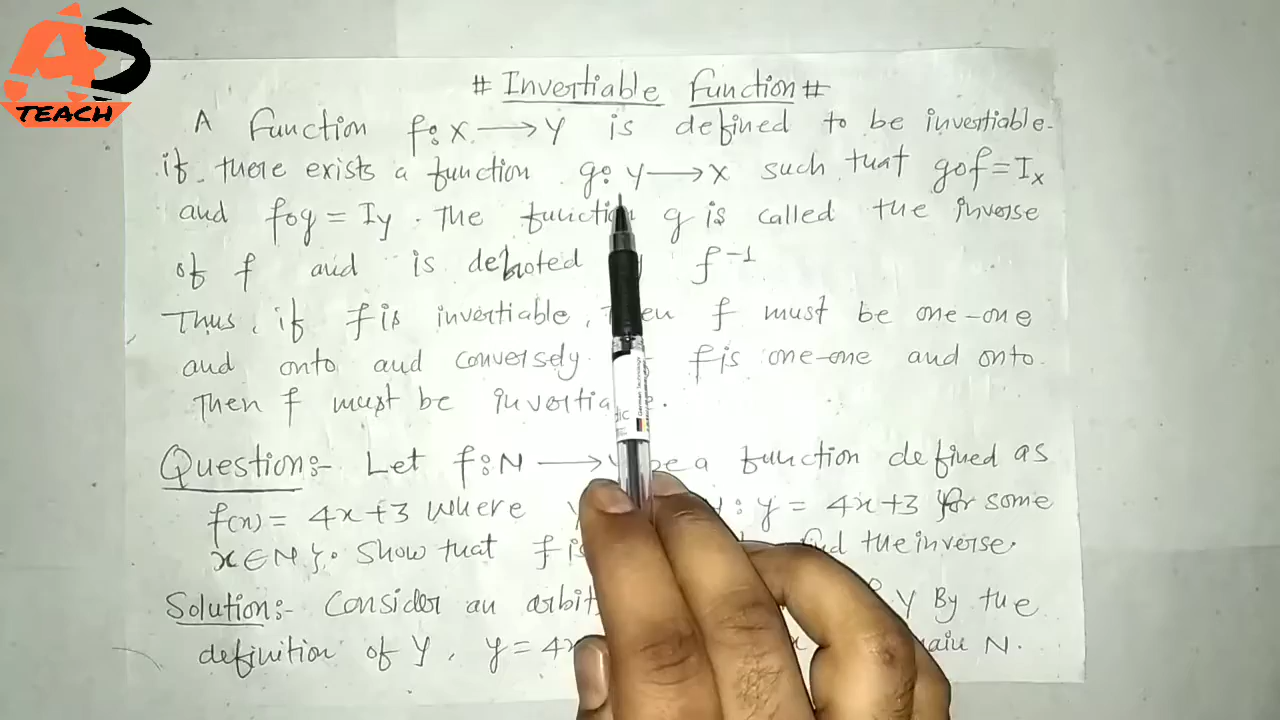 AS
TEACH
# Invertiable Function #
A Function f: X → Y is defined to be invertiable.
if there exists a function g: Y → X such that gof = Ix
and fog = Iy. The function g is called the inverse
of f and is denoted f⁻¹
Thus, if f is invertiable, Then f must be one-one
and onto and conversely f is one-one and onto.
Then f must be
Question:- Let f: N → be a function defined as
f(x) = 4x+3 where y = 4x+3 for some
x ∈ N }. Show that f is the inverse.
Solution:- Consider an Y By the
definition of Y, y = N.